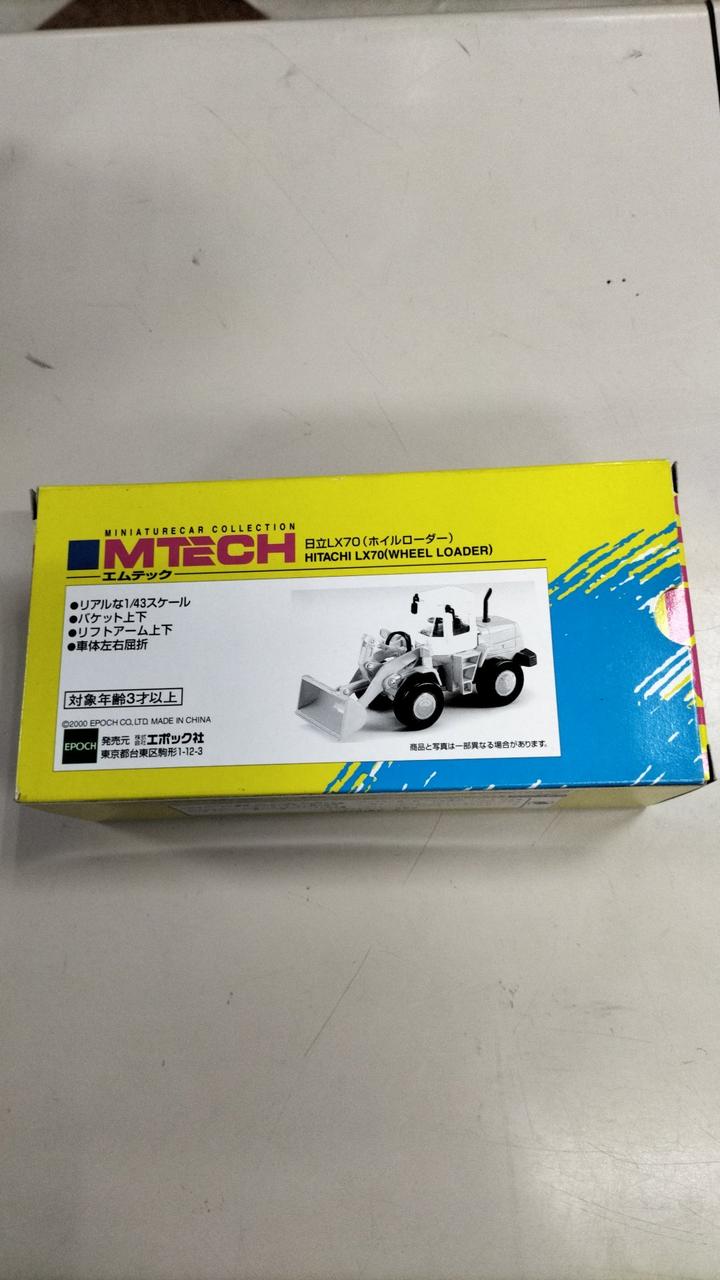 MINIATURECAR COLLECTION
MTECH
エムテック
日立LX70(ホイルローダー)
HITACHI LX70(WHEEL LOADER)
●リアルな1/43スケール
●バケット上下
●リフトアーム上下
●車体左右屈折
対象年齢3才以上
©2000 EPOCH CO.,LTD. MADE IN CHINA
EPOCH
発売元 株式会社エポック社
東京都台東区駒形1-12-3
商品と写真は一部異なる場合があります。